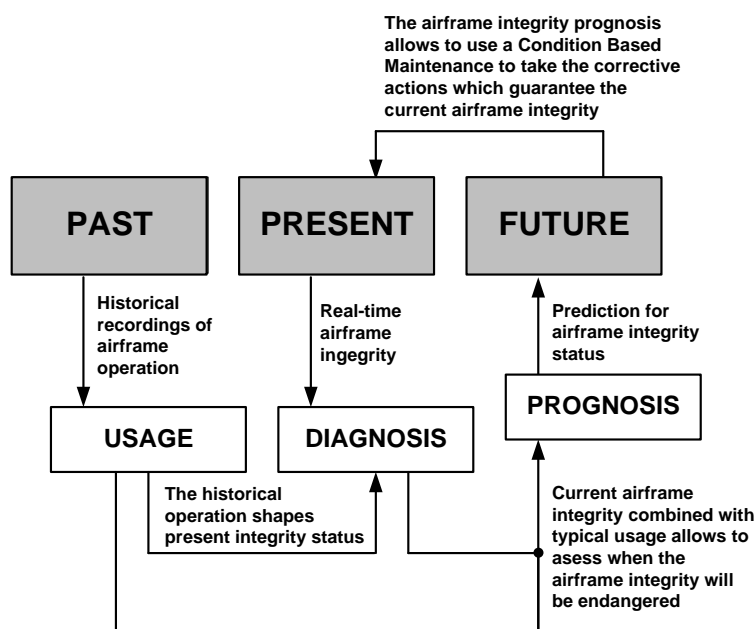 The airframe integrity prognosis
allows to use a Condition Based
Maintenance to take the corrective
actions which guarantee the
current airframe integrity
PAST
PRESENT
FUTURE
Historical
recordings of
airframe
operation
Real-time
airframe
ingegrity
Prediction for
airframe integrity
status
USAGE
DIAGNOSIS
PROGNOSIS
The historical
operation shapes
present integrity status
Current airframe
integrity combined with
typical usage allows to
asess when the
airframe integrity will
be endangered